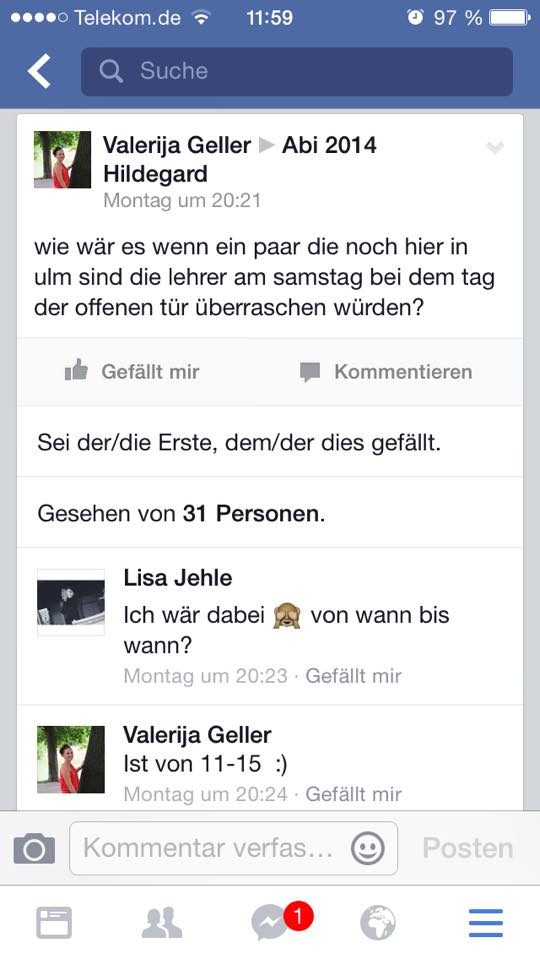 Telekom.de 11:59 97 %
Suche
Valerija Geller ▶ Abi 2014
Hildegard
Montag um 20:21
wie wär es wenn ein paar die noch hier in
ulm sind die lehrer am samstag bei dem tag
der offenen tür überraschen würden?
Gefällt mir Kommentieren
Sei der/die Erste, dem/der dies gefällt.
Gesehen von 31 Personen.
Lisa Jehle
Ich wär dabei 🙈 von wann bis
wann?
Montag um 20:23 · Gefällt mir
Valerija Geller
Ist von 11-15 :)
Montag um 20:24 · Gefällt mir
Kommentar verfas... Posten
1